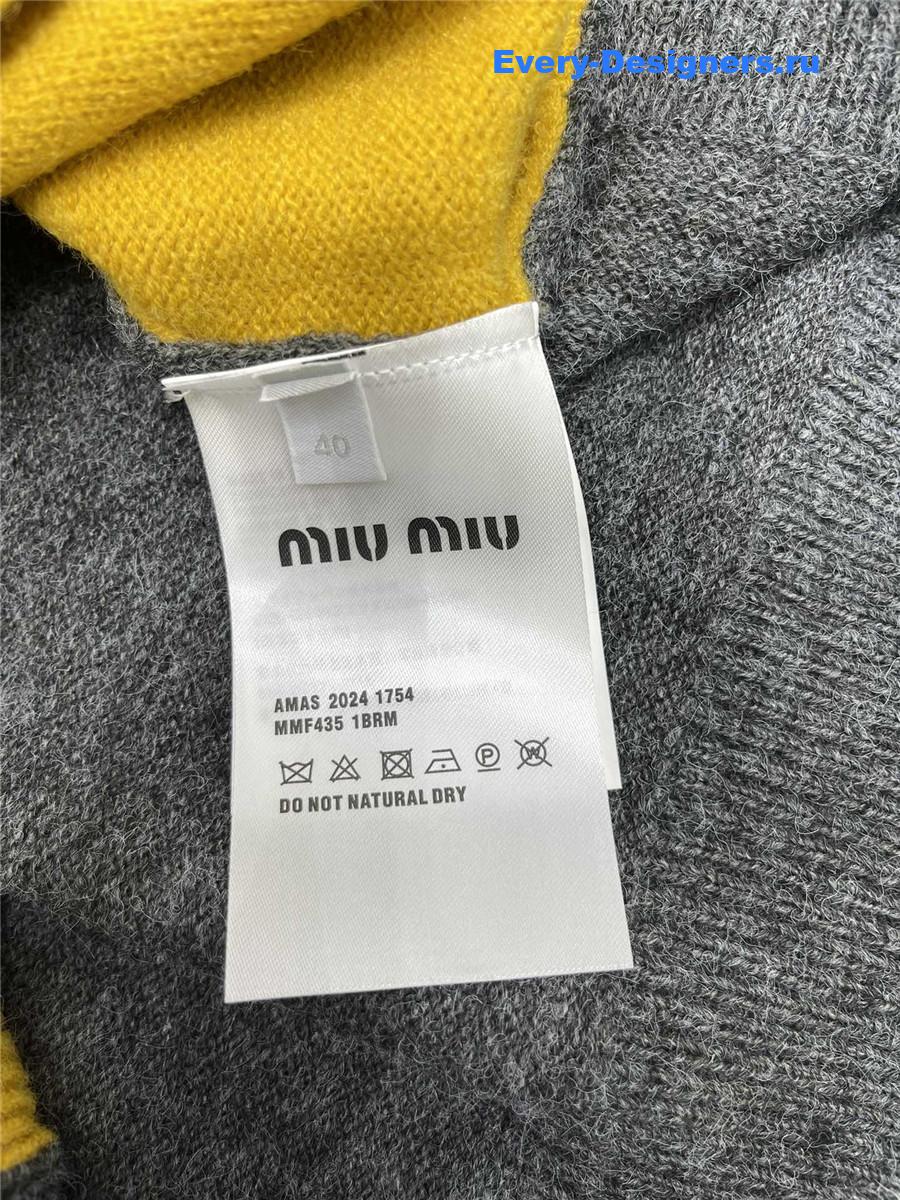 Every-Designers.ru
40
miu miu
AMAS 2024 1754
MMF435 1BRM
P
W
DO NOT NATURAL DRY